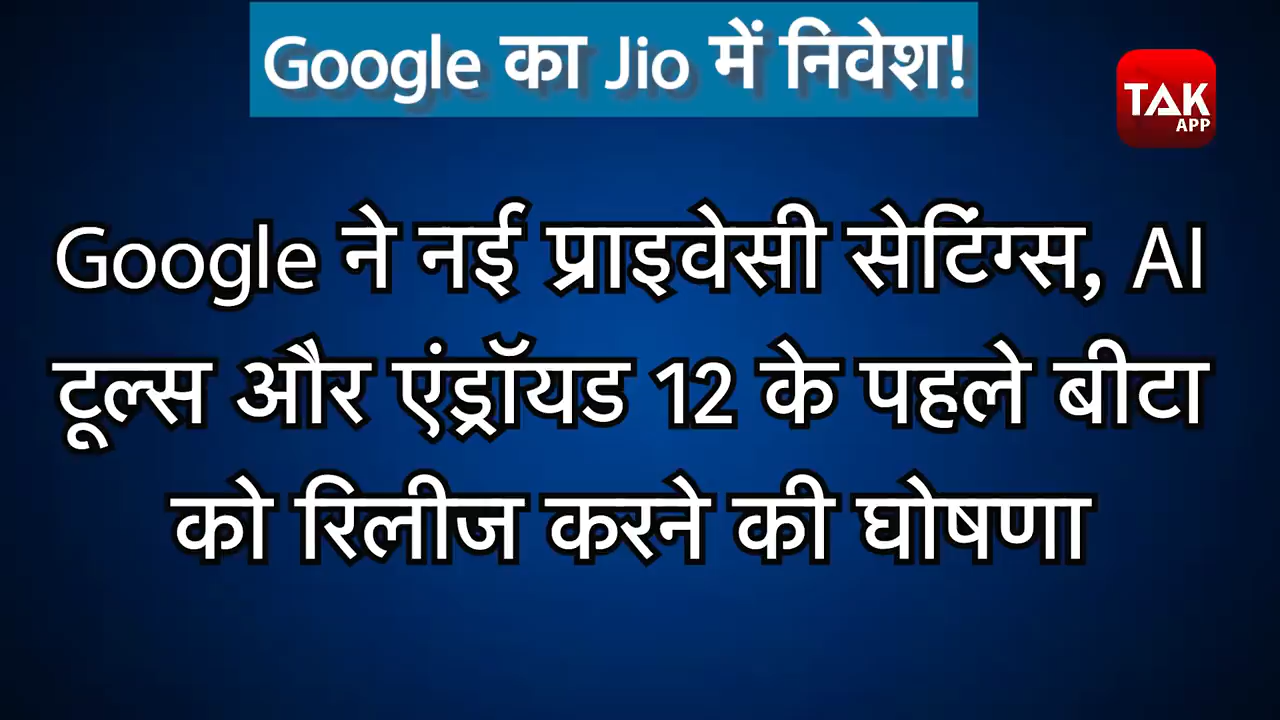 Google का Jio में निवेश!
TAK
APP
Google ने नई प्राइवेसी सेटिंग्स, AI
टूल्स और एंड्रॉयड 12 के पहले बीटा
को रिलीज करने की घोषणा